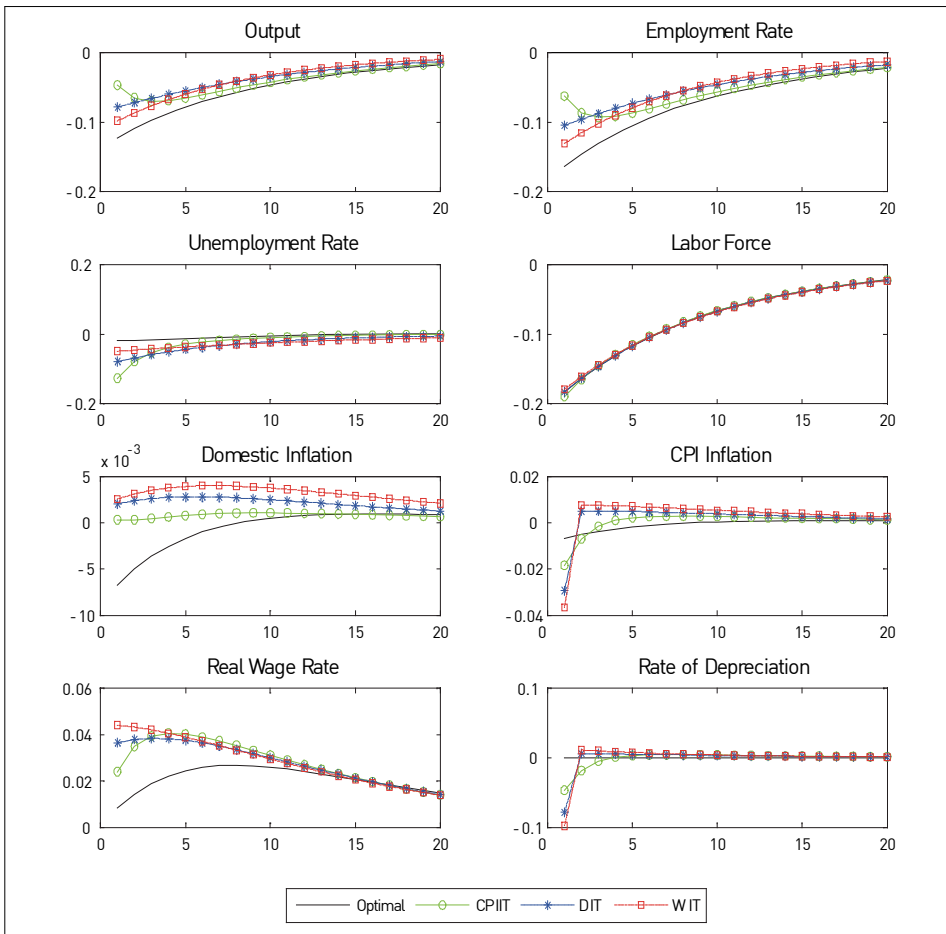 Output
Employment Rate
0
-0.1
-0.2
0 5 10 15 20
0
-0.1
-0.2
0 5 10 15 20
Unemployment Rate
Labor Force
0.2
0
-0.2
0 5 10 15 20
0
-0.1
-0.2
0 5 10 15 20
x 10⁻³
Domestic Inflation
CPI Inflation
5
0
-5
-10
0 5 10 15 20
0.02
0
-0.02
-0.04
0 5 10 15 20
Real Wage Rate
Rate of Depreciation
0.06
0.04
0.02
0
0 5 10 15 20
0.1
0
-0.1
0 5 10 15 20
Optimal CPIIT DIT WIT